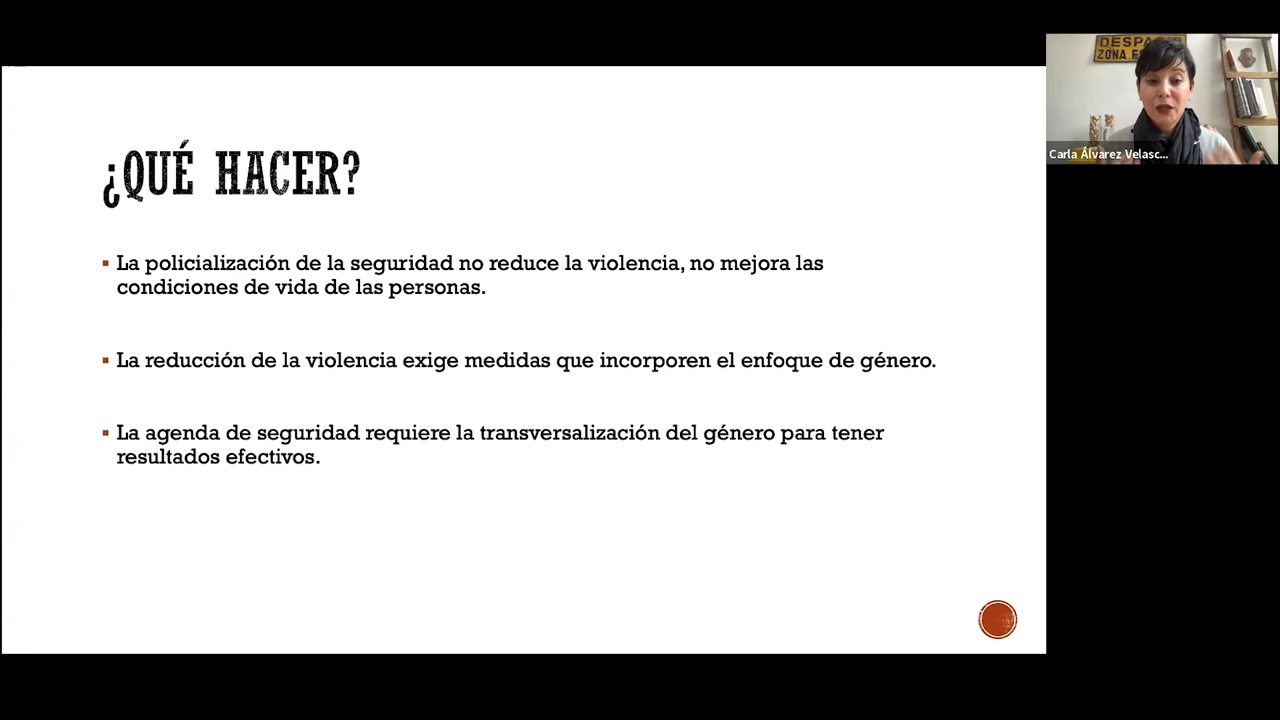 ¿QUÉ HACER?
▪ La policialización de la seguridad no reduce la violencia, no mejora las
condiciones de vida de las personas.
▪ La reducción de la violencia exige medidas que incorporen el enfoque de género.
▪ La agenda de seguridad requiere la transversalización del género para tener
resultados efectivos.
DESPA
ZONA ES
Carla Álvarez Velasc...